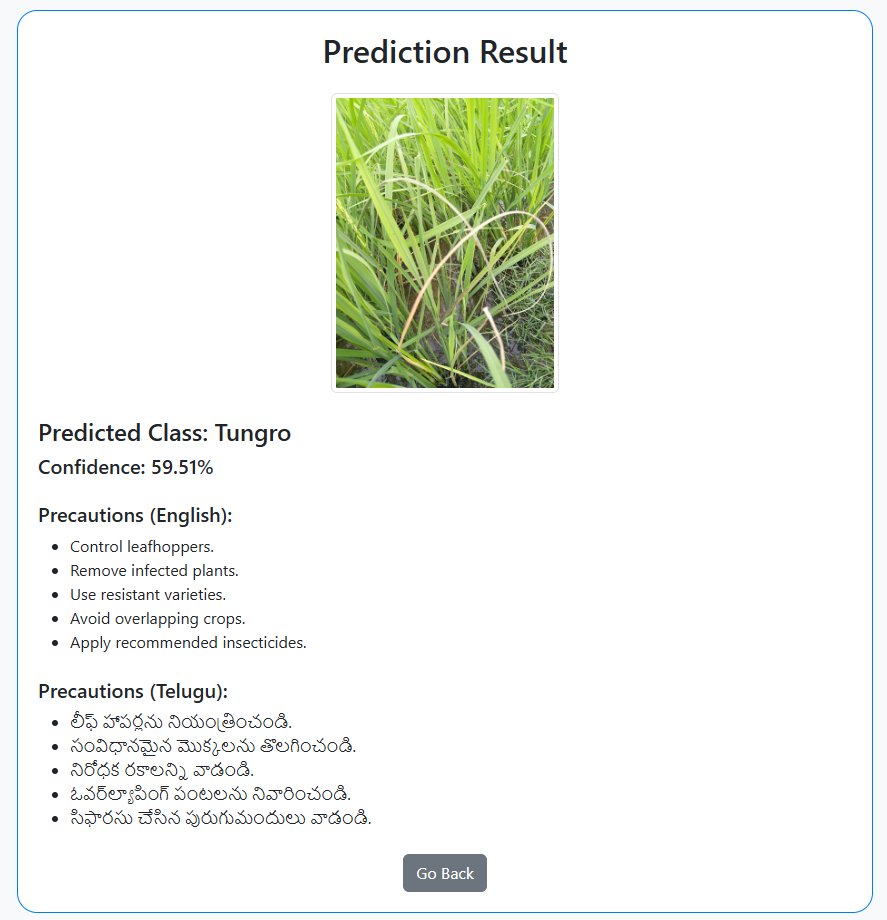 Prediction Result
Predicted Class: Tungro
Confidence: 59.51%
Precautions (English):
Control leafhoppers.
Remove infected plants.
Use resistant varieties.
Avoid overlapping crops.
Apply recommended insecticides.
Precautions (Telugu):
లీఫ్ హాపర్లను నియంత్రించండి.
సంవిధానమైన మొక్కలను తొలగించండి.
నిరోధక రకాలన్ని వాడండి.
ఓవర్‌ల్యాపింగ్ పంటలను నివారించండి.
సిఫారసు చేసిన పురుగుమందులు వాడండి.
Go Back